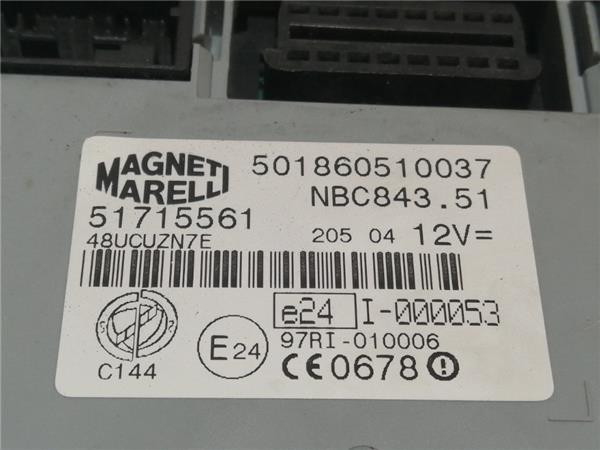 MAGNETI MARELLI 501860510037
NBC843.51
51715561
48UCUZN7E 205 04 12V=
e24 I-000053
E24 97RI-010006
C144 CE0678